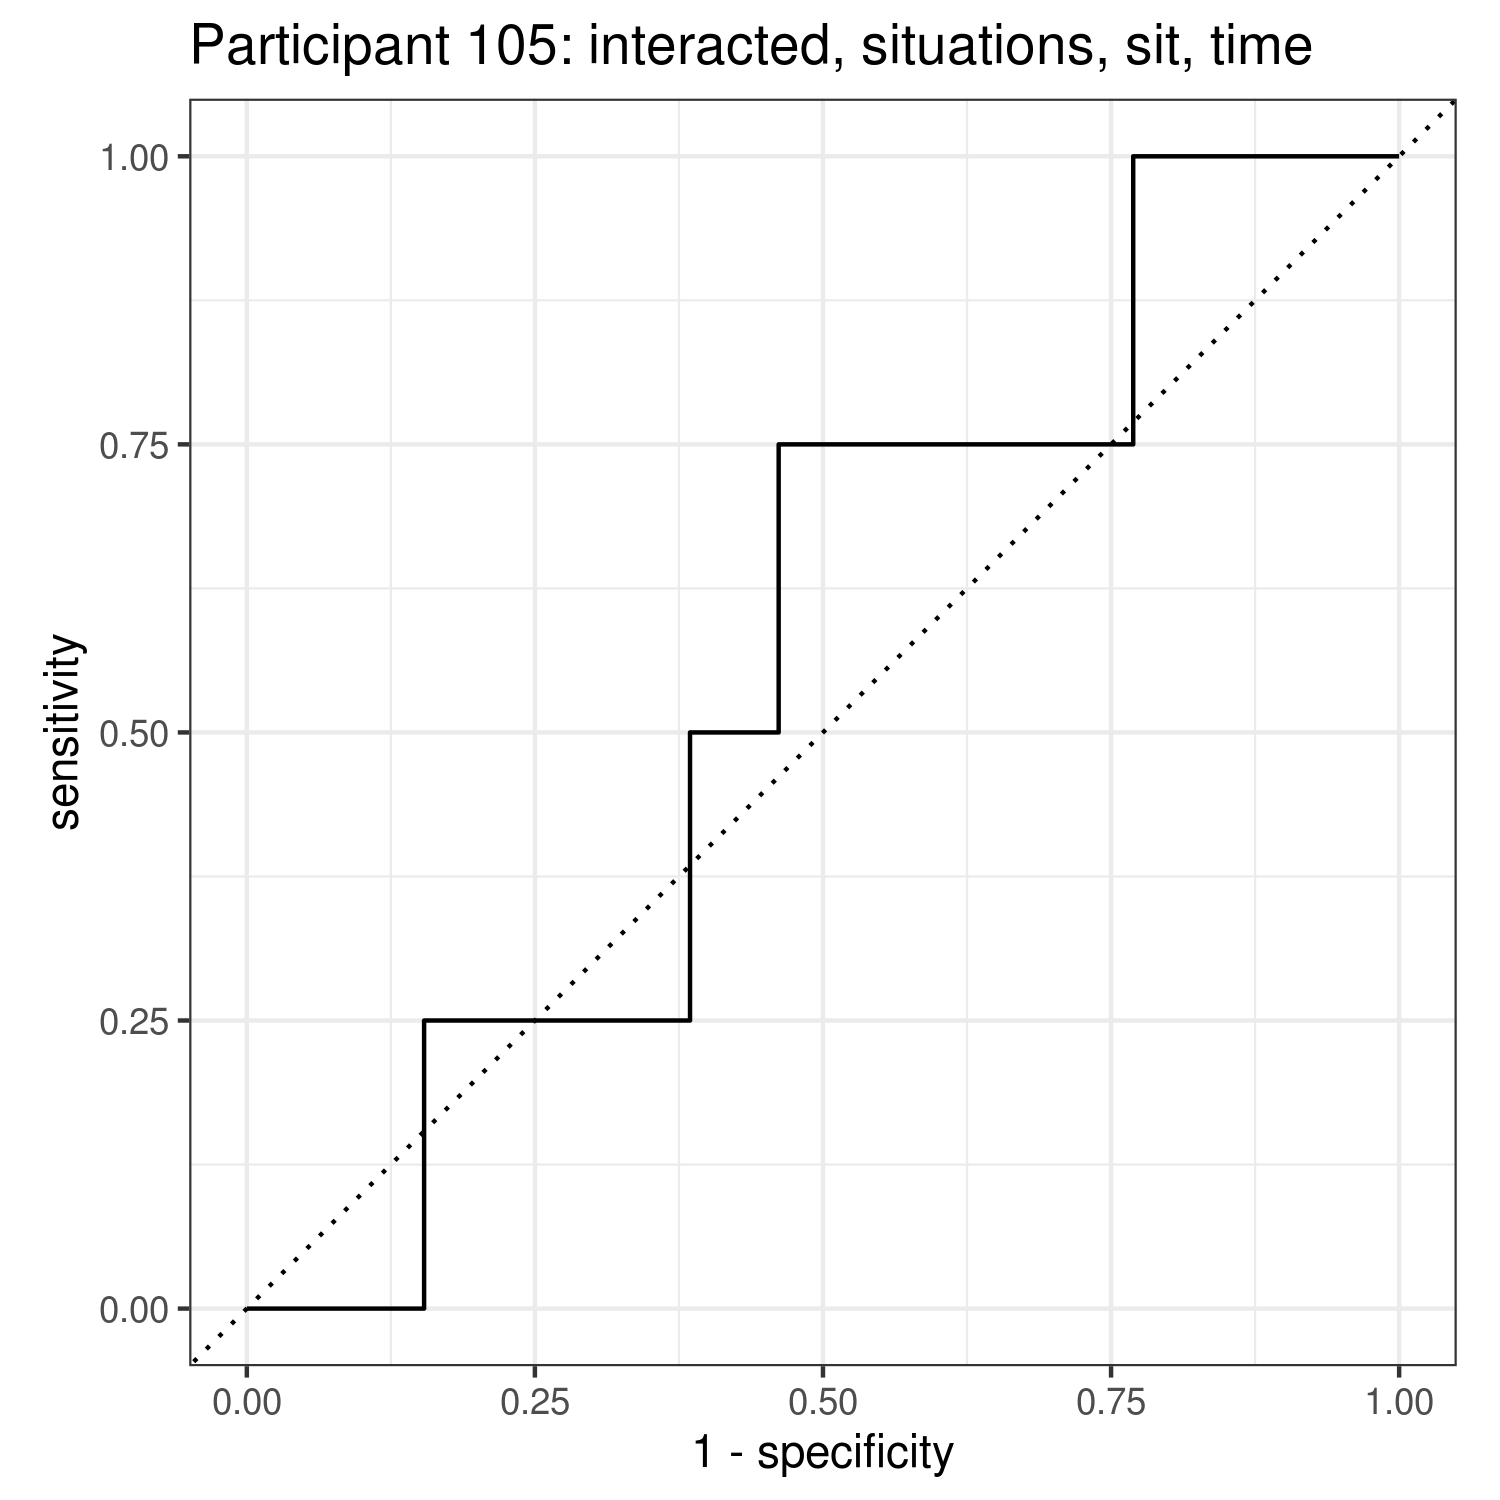 Participant 105: interacted, situations, sit, time
sensitivity
1.00
0.75
0.50
0.25
0.00
0.00 0.25 0.50 0.75 1.00
1 - specificity